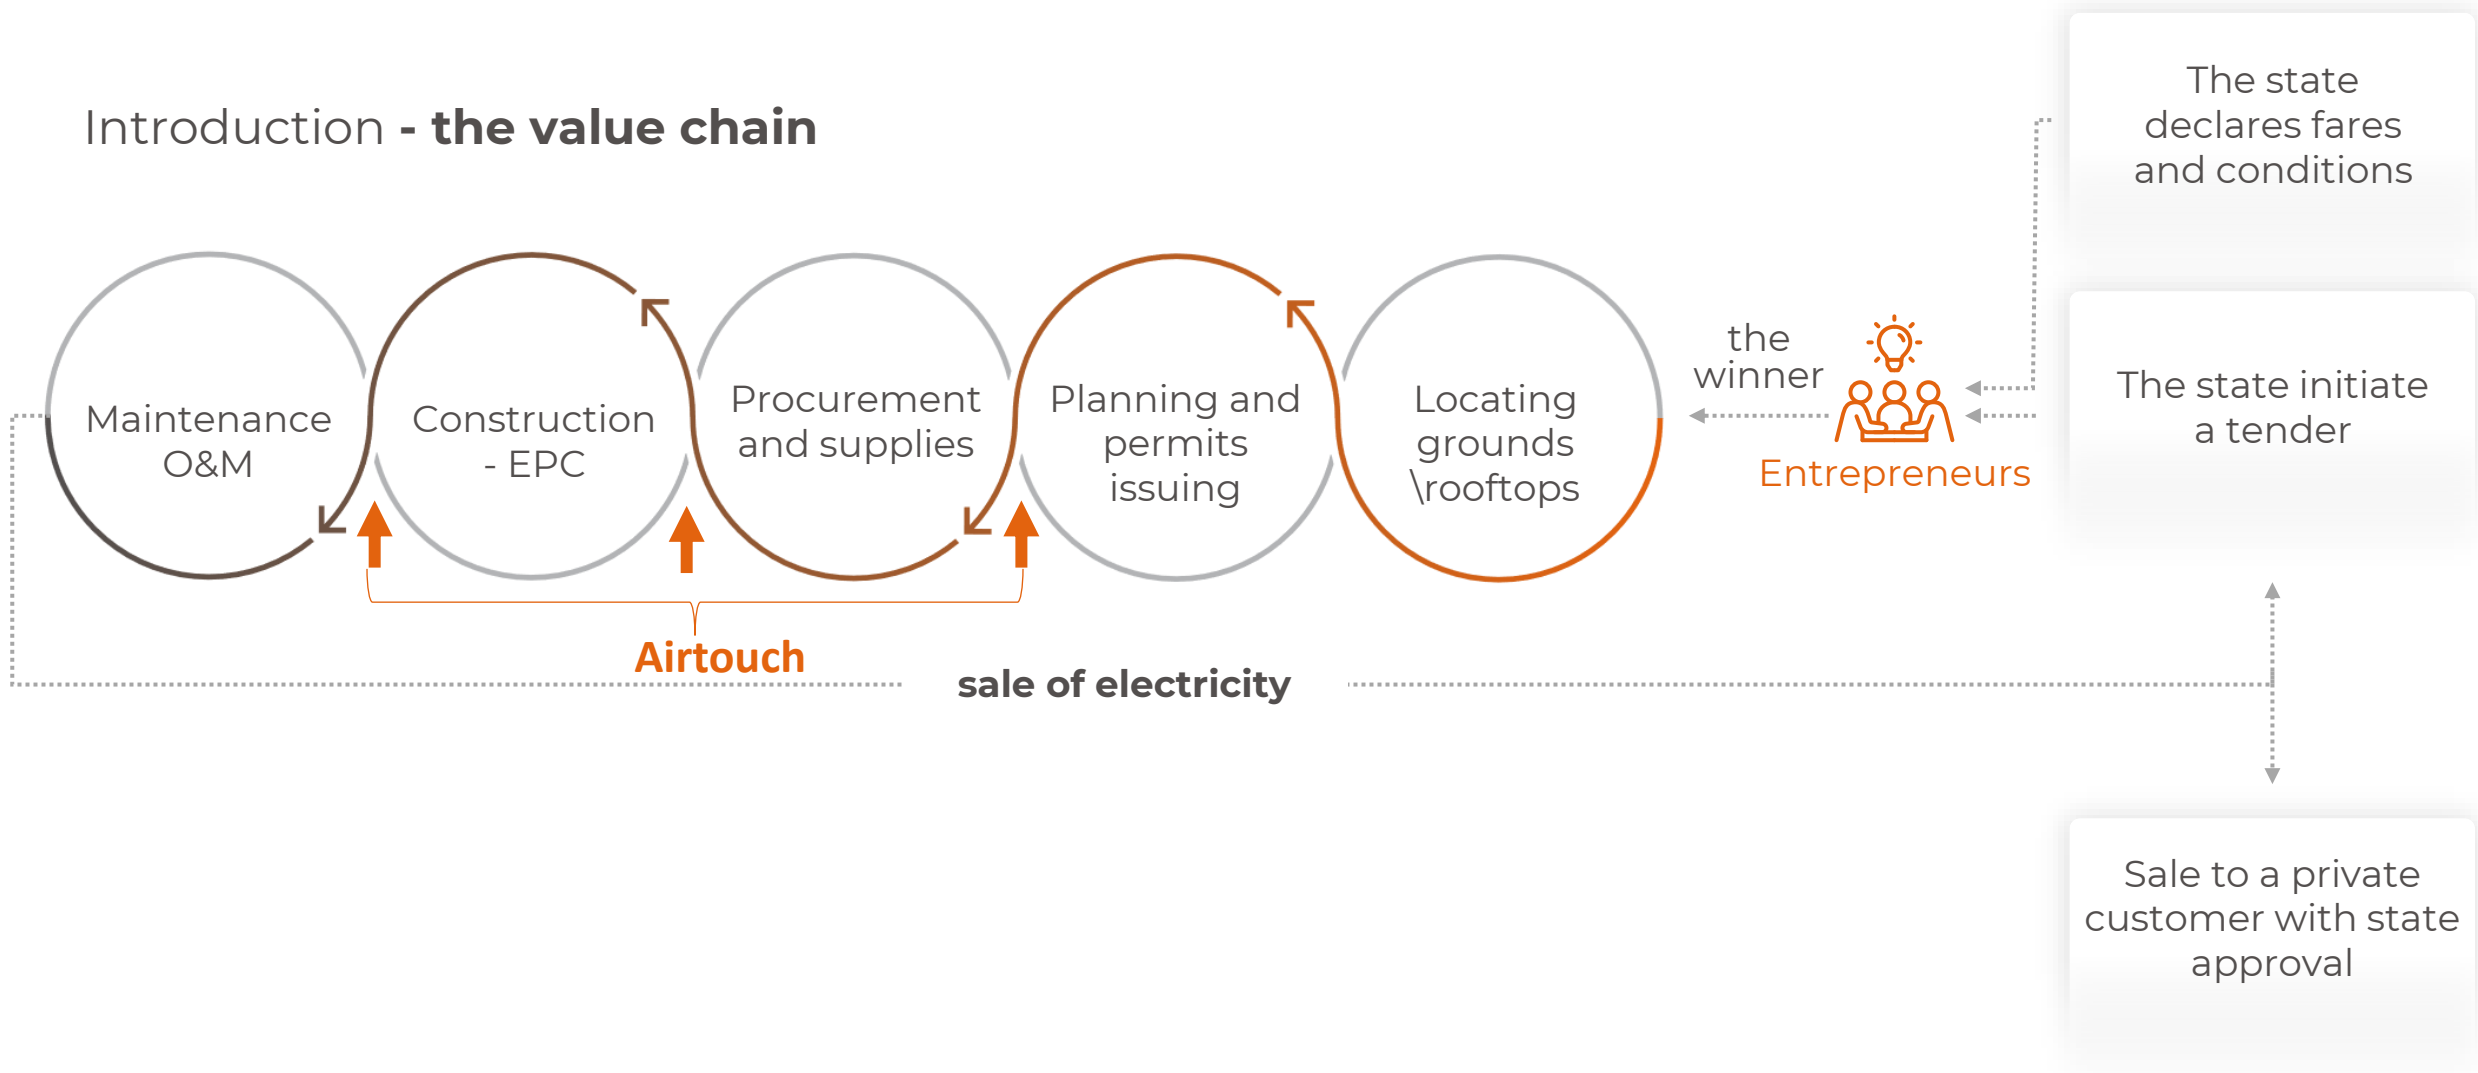 Introduction - the value chain
The state
declares fares
and conditions
The state initiate
a tender
the
winner
Entrepreneurs
Locating
grounds
\rooftops
Planning and
permits
issuing
Procurement
and supplies
Construction
- EPC
Maintenance
O&M
Airtouch
sale of electricity
Sale to a private
customer with state
approval